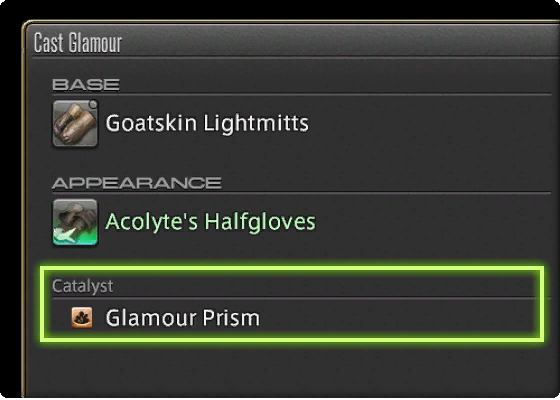 Cast Glamour
BASE
Goatskin Lightmitts
APPEARANCE
Acolyte's Halfgloves
Catalyst
Glamour Prism